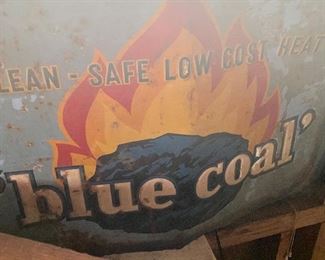 LEAN - SAFE LOW COST HEAT
'blue coal'